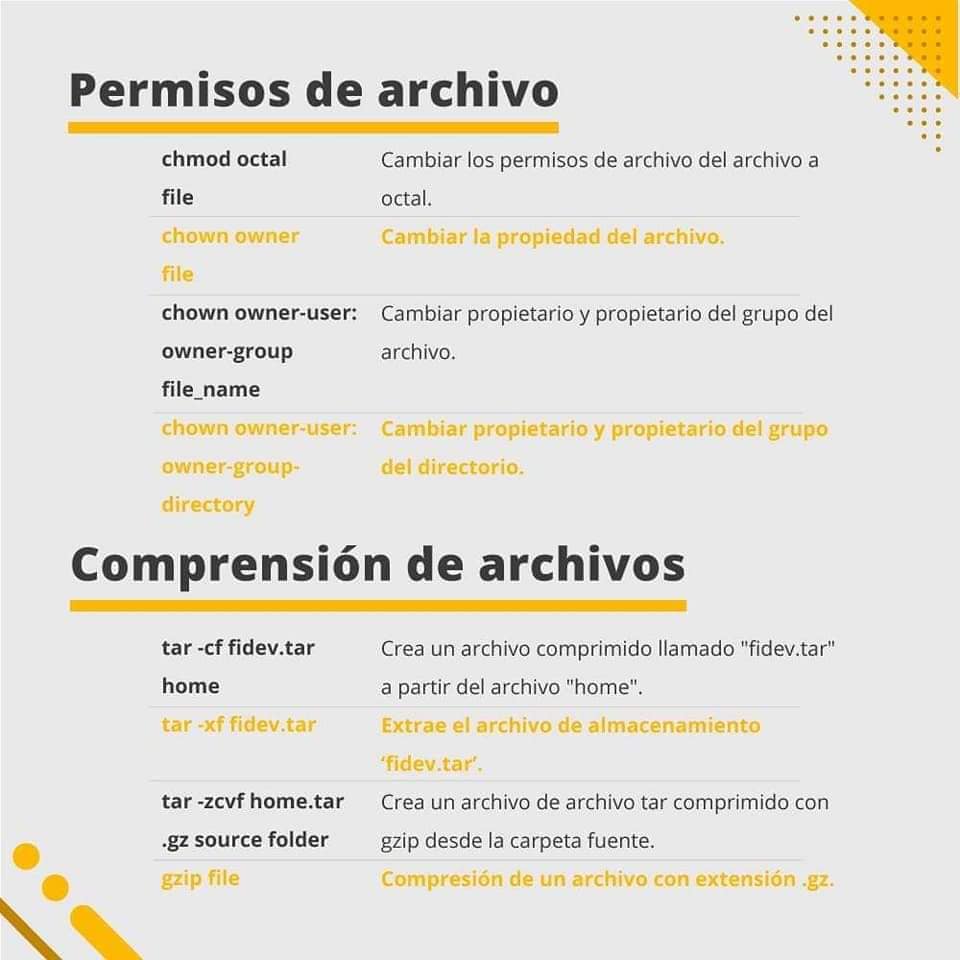 Permisos de archivo
chmod octal
file
Cambiar los permisos de archivo del archivo a
octal.
chown owner
file
Cambiar la propiedad del archivo.
chown owner-user:
owner-group
file_name
Cambiar propietario y propietario del grupo del
archivo.
chown owner-user:
owner-group-
directory
Cambiar propietario y propietario del grupo
del directorio.
Comprensión de archivos
tar -cf fidev.tar
home
Crea un archivo comprimido llamado "fidev.tar"
a partir del archivo "home".
tar -xf fidev.tar
Extrae el archivo de almacenamiento
‘fidev.tar’.
tar -zcvf home.tar
.gz source folder
Crea un archivo de archivo tar comprimido con
gzip desde la carpeta fuente.
gzip file
Compresión de un archivo con extensión .gz.